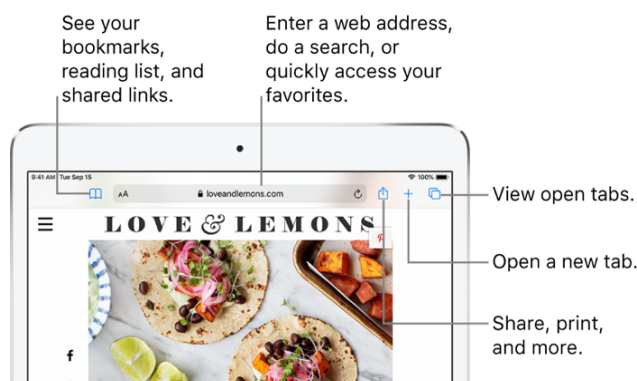 See your
bookmarks,
reading list, and
shared links.
Enter a web address,
do a search, or
quickly access your
favorites.
9:41 AM Tue Sep 15
100%
AA
loveandlemons.com
LOVE & LEMONS
View open tabs.
Open a new tab.
Share, print,
and more.
f